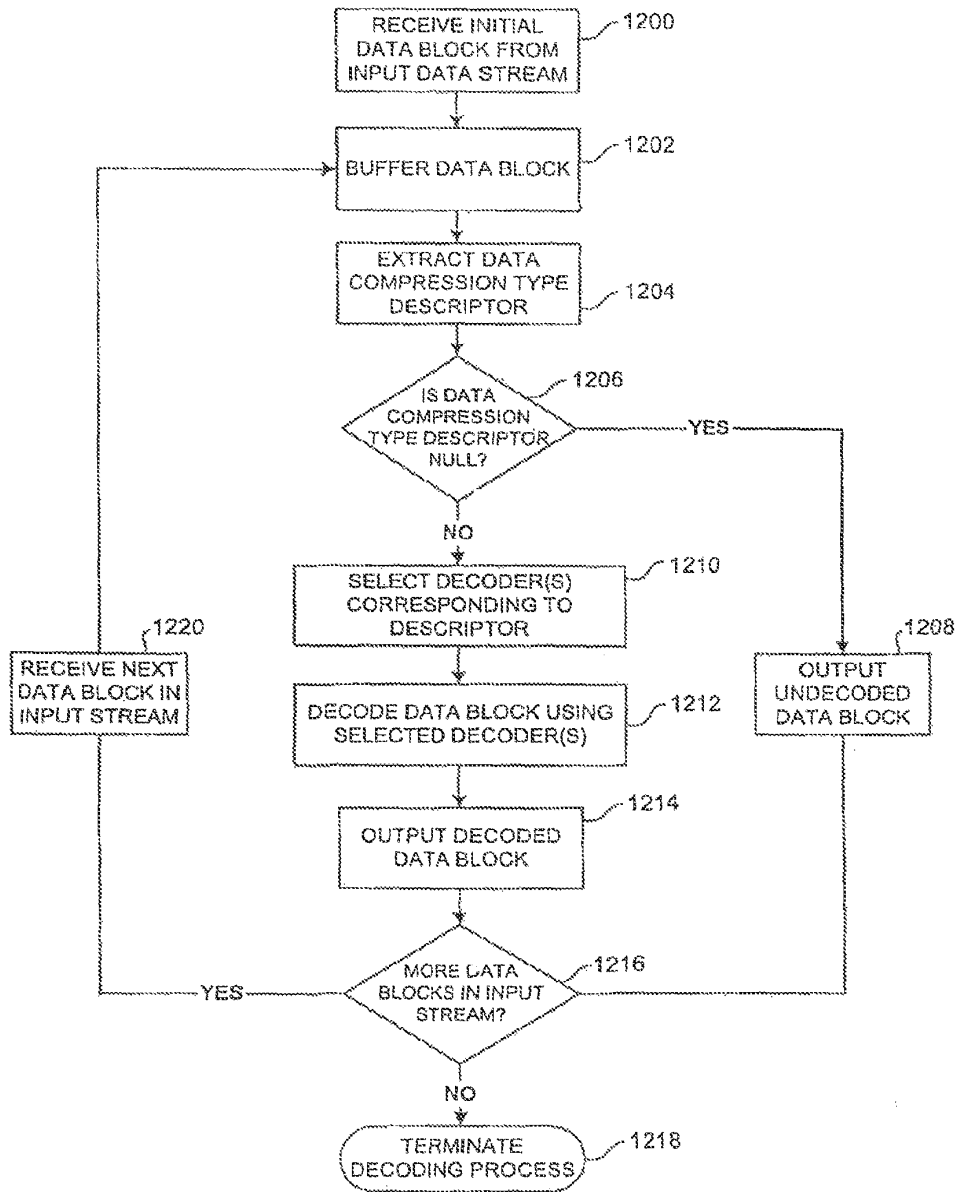 RECEIVE INITIAL
DATA BLOCK FROM
INPUT DATA STREAM
1200
BUFFER DATA BLOCK
1202
EXTRACT DATA
COMPRESSION TYPE
DESCRIPTOR
1204
IS DATA
COMPRESSION
TYPE DESCRIPTOR
NULL?
1206
YES
NO
SELECT DECODER(S)
CORRESPONDING TO
DESCRIPTOR
1210
1220
RECEIVE NEXT
DATA BLOCK IN
INPUT STREAM
1208
OUTPUT
UNDECODED
DATA BLOCK
DECODE DATA BLOCK USING
SELECTED DECODER(S)
1212
OUTPUT DECODED
DATA BLOCK
1214
MORE DATA
BLOCKS IN INPUT
STREAM?
1216
YES
NO
TERMINATE
DECODING PROCESS
1218